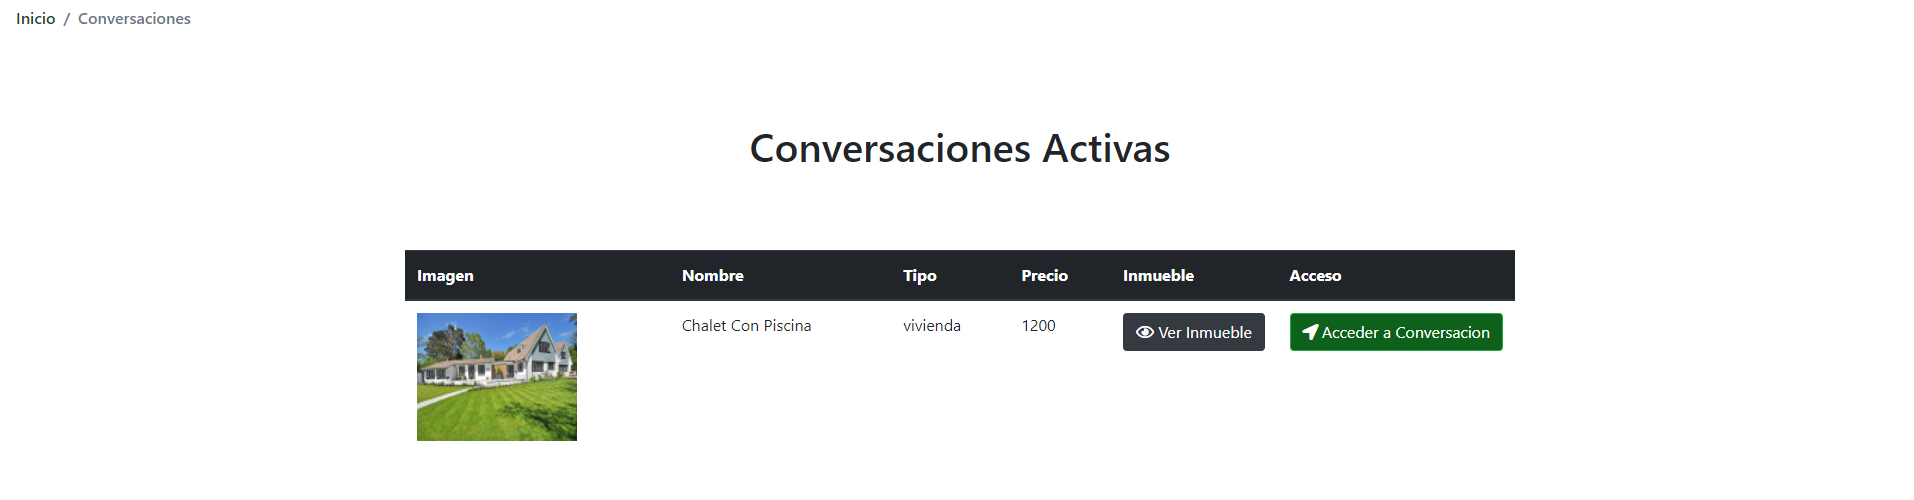 Inicio / Conversaciones
Conversaciones Activas
Imagen Nombre Tipo Precio Inmueble Acceso
Chalet Con Piscina vivienda 1200 Ver Inmueble Acceder a Conversacion